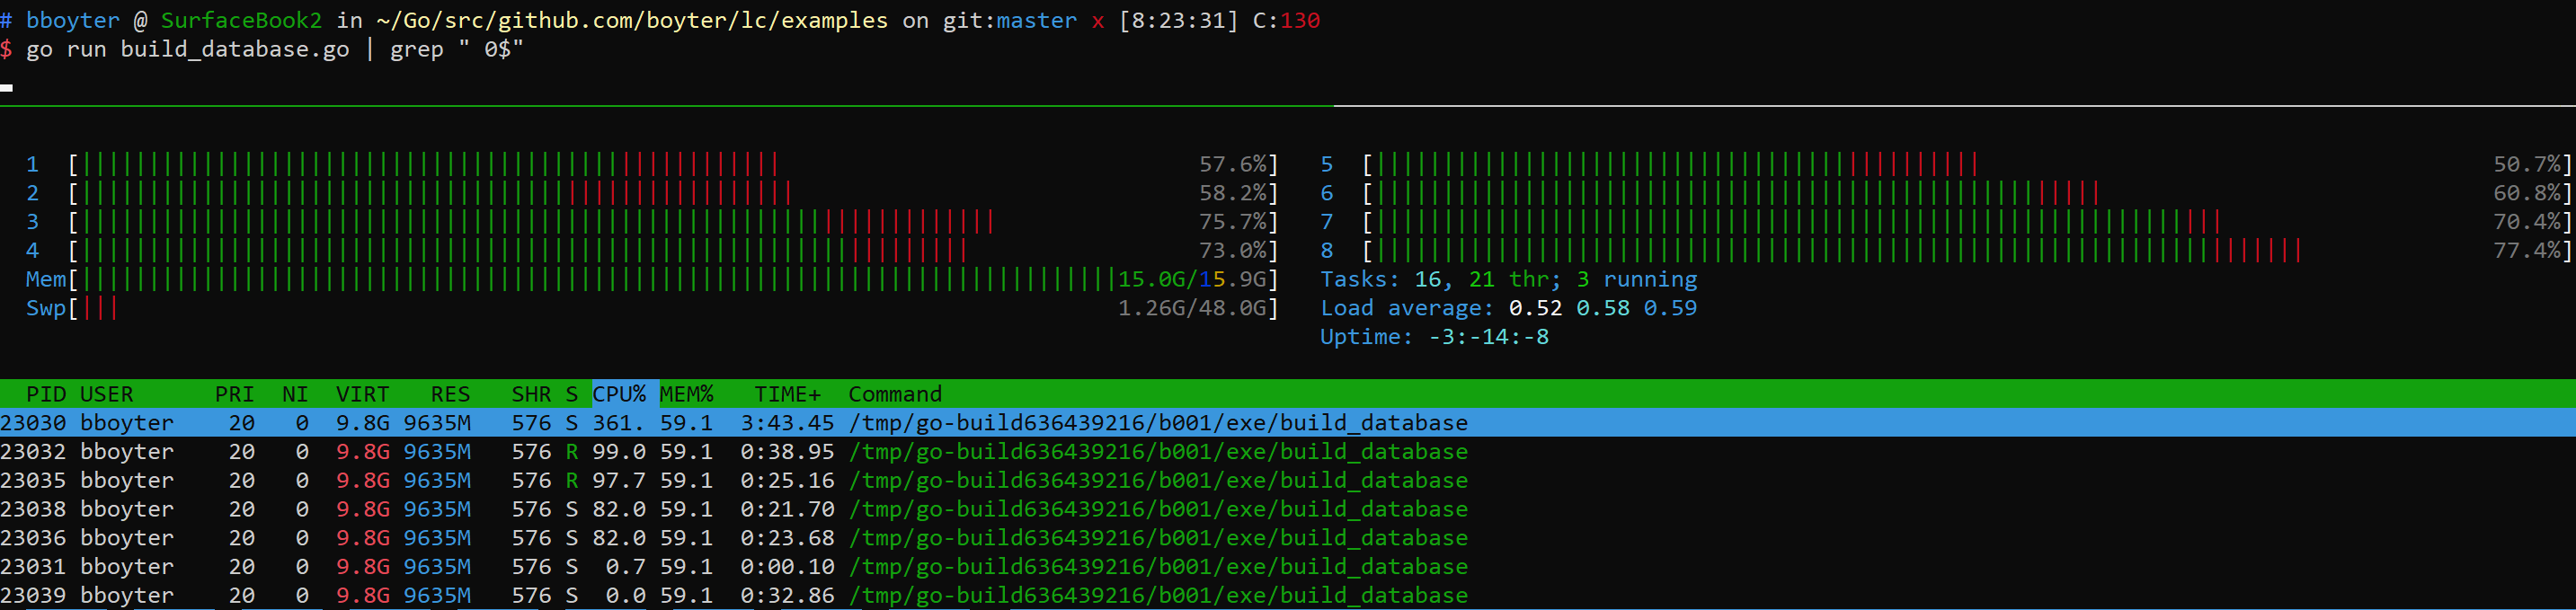 # bboyter @ SurfaceBook2 in ~/Go/src/github.com/boyter/lc/examples on git:master x [8:23:31] C:130
$ go run build_database.go | grep " 0$"
1 [||||||||||||||||||||||||||||||||||||||||||||||||||||57.6%]
2 [|||||||||||||||||||||||||||||||||||||||||||||||||||||58.2%]
3 [||||||||||||||||||||||||||||||||||||||||||||||||||||||||||||||||||||75.7%]
4 [||||||||||||||||||||||||||||||||||||||||||||||||||||||||||||||||||73.0%]
Mem[|||||||||||||||||||||||||||||||||||||||||||||||||||||||||||||||||||||||||||||15.0G/15.9G]
Swp[|||1.26G/48.0G]
5 [|||||||||||||||||||||||||||||||||||||||||||||50.7%]
6 [||||||||||||||||||||||||||||||||||||||||||||||||||||||60.8%]
7 [|||||||||||||||||||||||||||||||||||||||||||||||||||||||||||||||70.4%]
8 [|||||||||||||||||||||||||||||||||||||||||||||||||||||||||||||||||||||77.4%]
Tasks: 16, 21 thr; 3 running
Load average: 0.52 0.58 0.59
Uptime: -3:-14:-8
PID USER PRI NI VIRT RES SHR S CPU% MEM% TIME+ Command
23030 bboyter 20 0 9.8G 9635M 576 S 361. 59.1 3:43.45 /tmp/go-build636439216/b001/exe/build_database
23032 bboyter 20 0 9.8G 9635M 576 R 99.0 59.1 0:38.95 /tmp/go-build636439216/b001/exe/build_database
23035 bboyter 20 0 9.8G 9635M 576 R 97.7 59.1 0:25.16 /tmp/go-build636439216/b001/exe/build_database
23038 bboyter 20 0 9.8G 9635M 576 S 82.0 59.1 0:21.70 /tmp/go-build636439216/b001/exe/build_database
23036 bboyter 20 0 9.8G 9635M 576 S 82.0 59.1 0:23.68 /tmp/go-build636439216/b001/exe/build_database
23031 bboyter 20 0 9.8G 9635M 576 S 0.7 59.1 0:00.10 /tmp/go-build636439216/b001/exe/build_database
23039 bboyter 20 0 9.8G 9635M 576 S 0.0 59.1 0:32.86 /tmp/go-build636439216/b001/exe/build_database